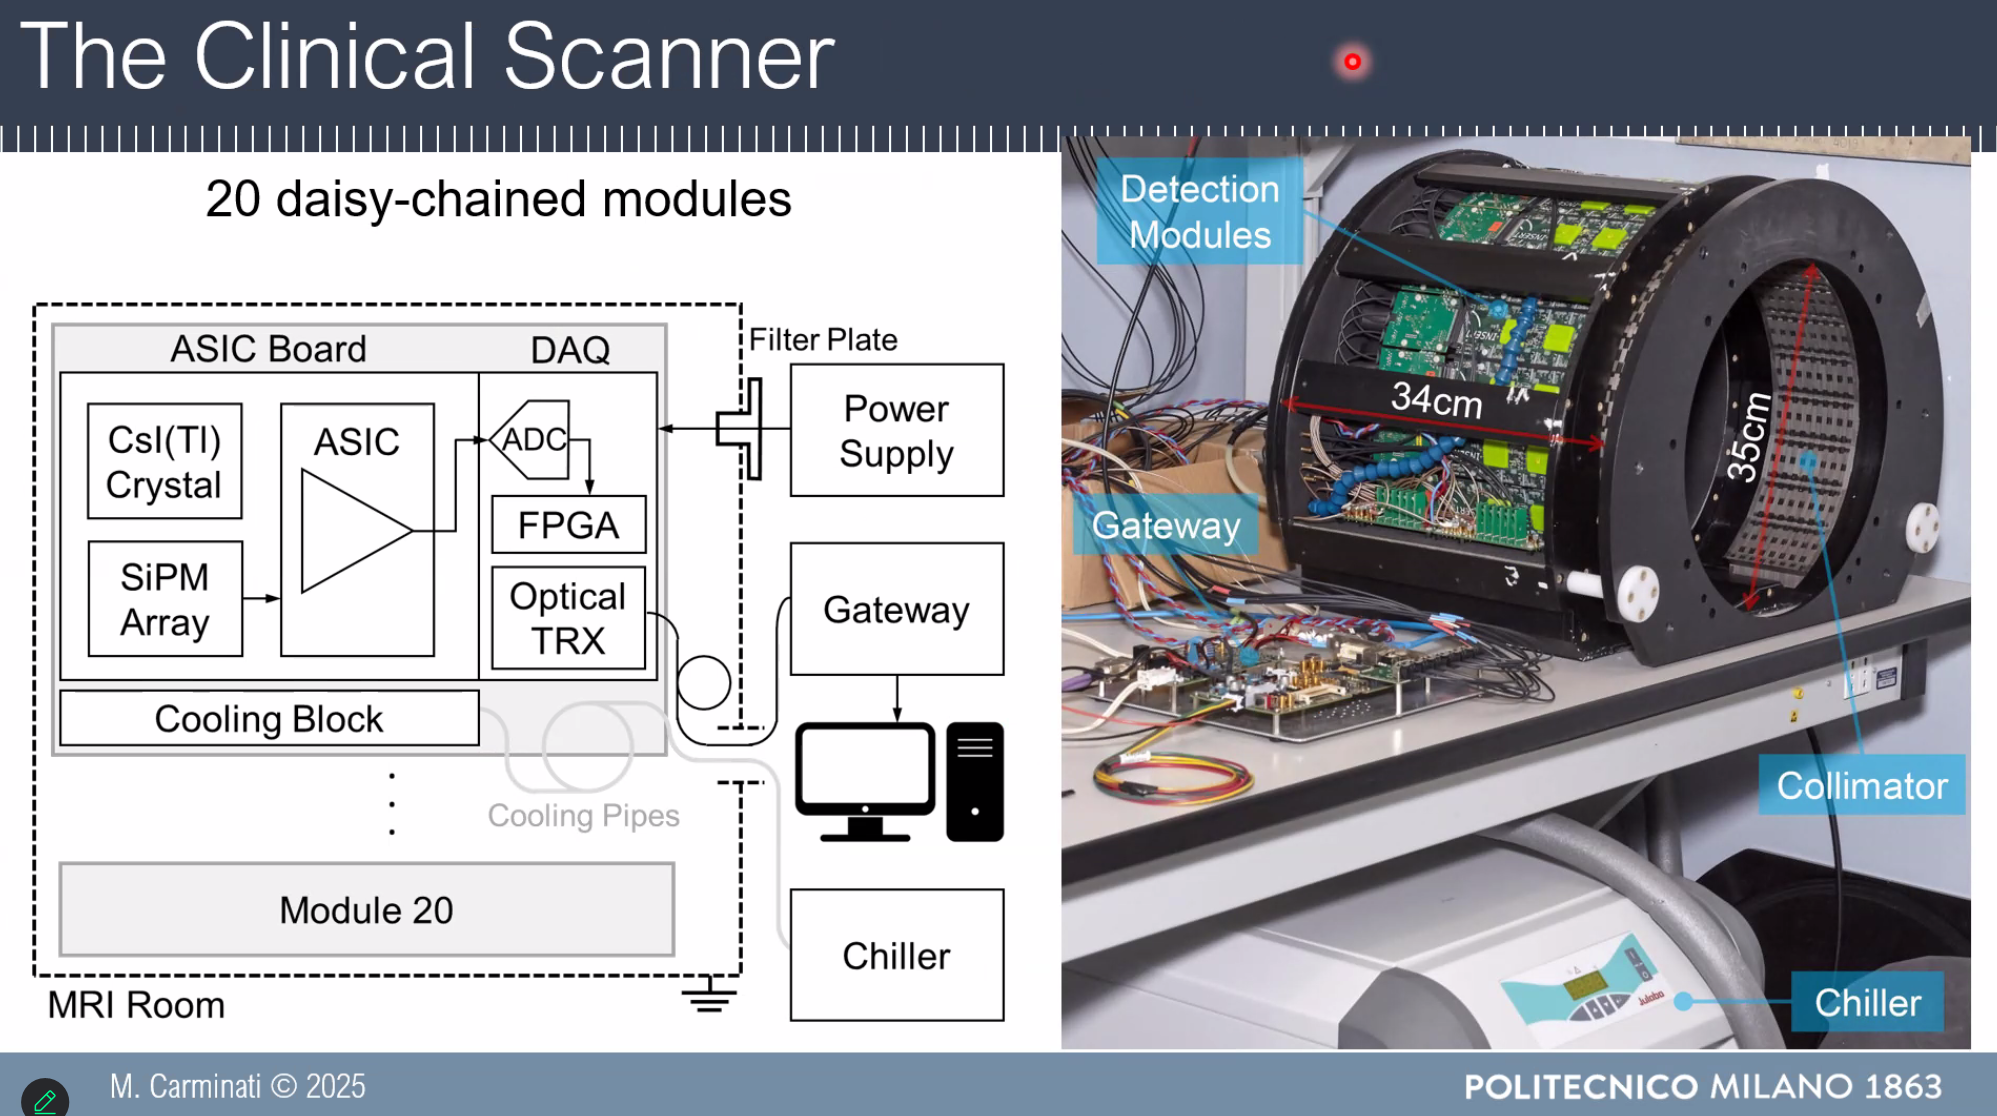 The Clinical Scanner
20 daisy-chained modules
ASIC Board
DAQ
CsI(Tl)
Crystal
ASIC
ADC
SiPM
Array
FPGA
Optical
TRX
Cooling Block
Cooling Pipes
Module 20
MRI Room
Filter Plate
Power
Supply
Gateway
Chiller
Detection
Modules
34cm
35cm
Gateway
Collimator
Julabo
Chiller
M. Carminati © 2025
POLITECNICO MILANO 1863